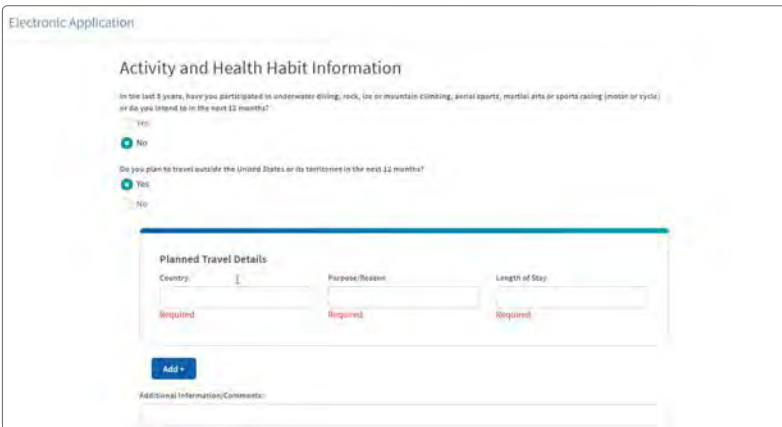 Electronic Application
Activity and Health Habit Information
In the last 5 years, have you participated in underwater diving, rock, ice or mountain climbing, aerial sports, martial arts or sports racing (motor or cycle)
or do you intend to in the next 12 months?
Yes
No
Do you plan to travel outside the United States or its territories in the next 12 months?
Yes
No
Planned Travel Details
Country Purpose/Reason Length of Stay
Required Required Required
Add +
Additional Information/Comments: